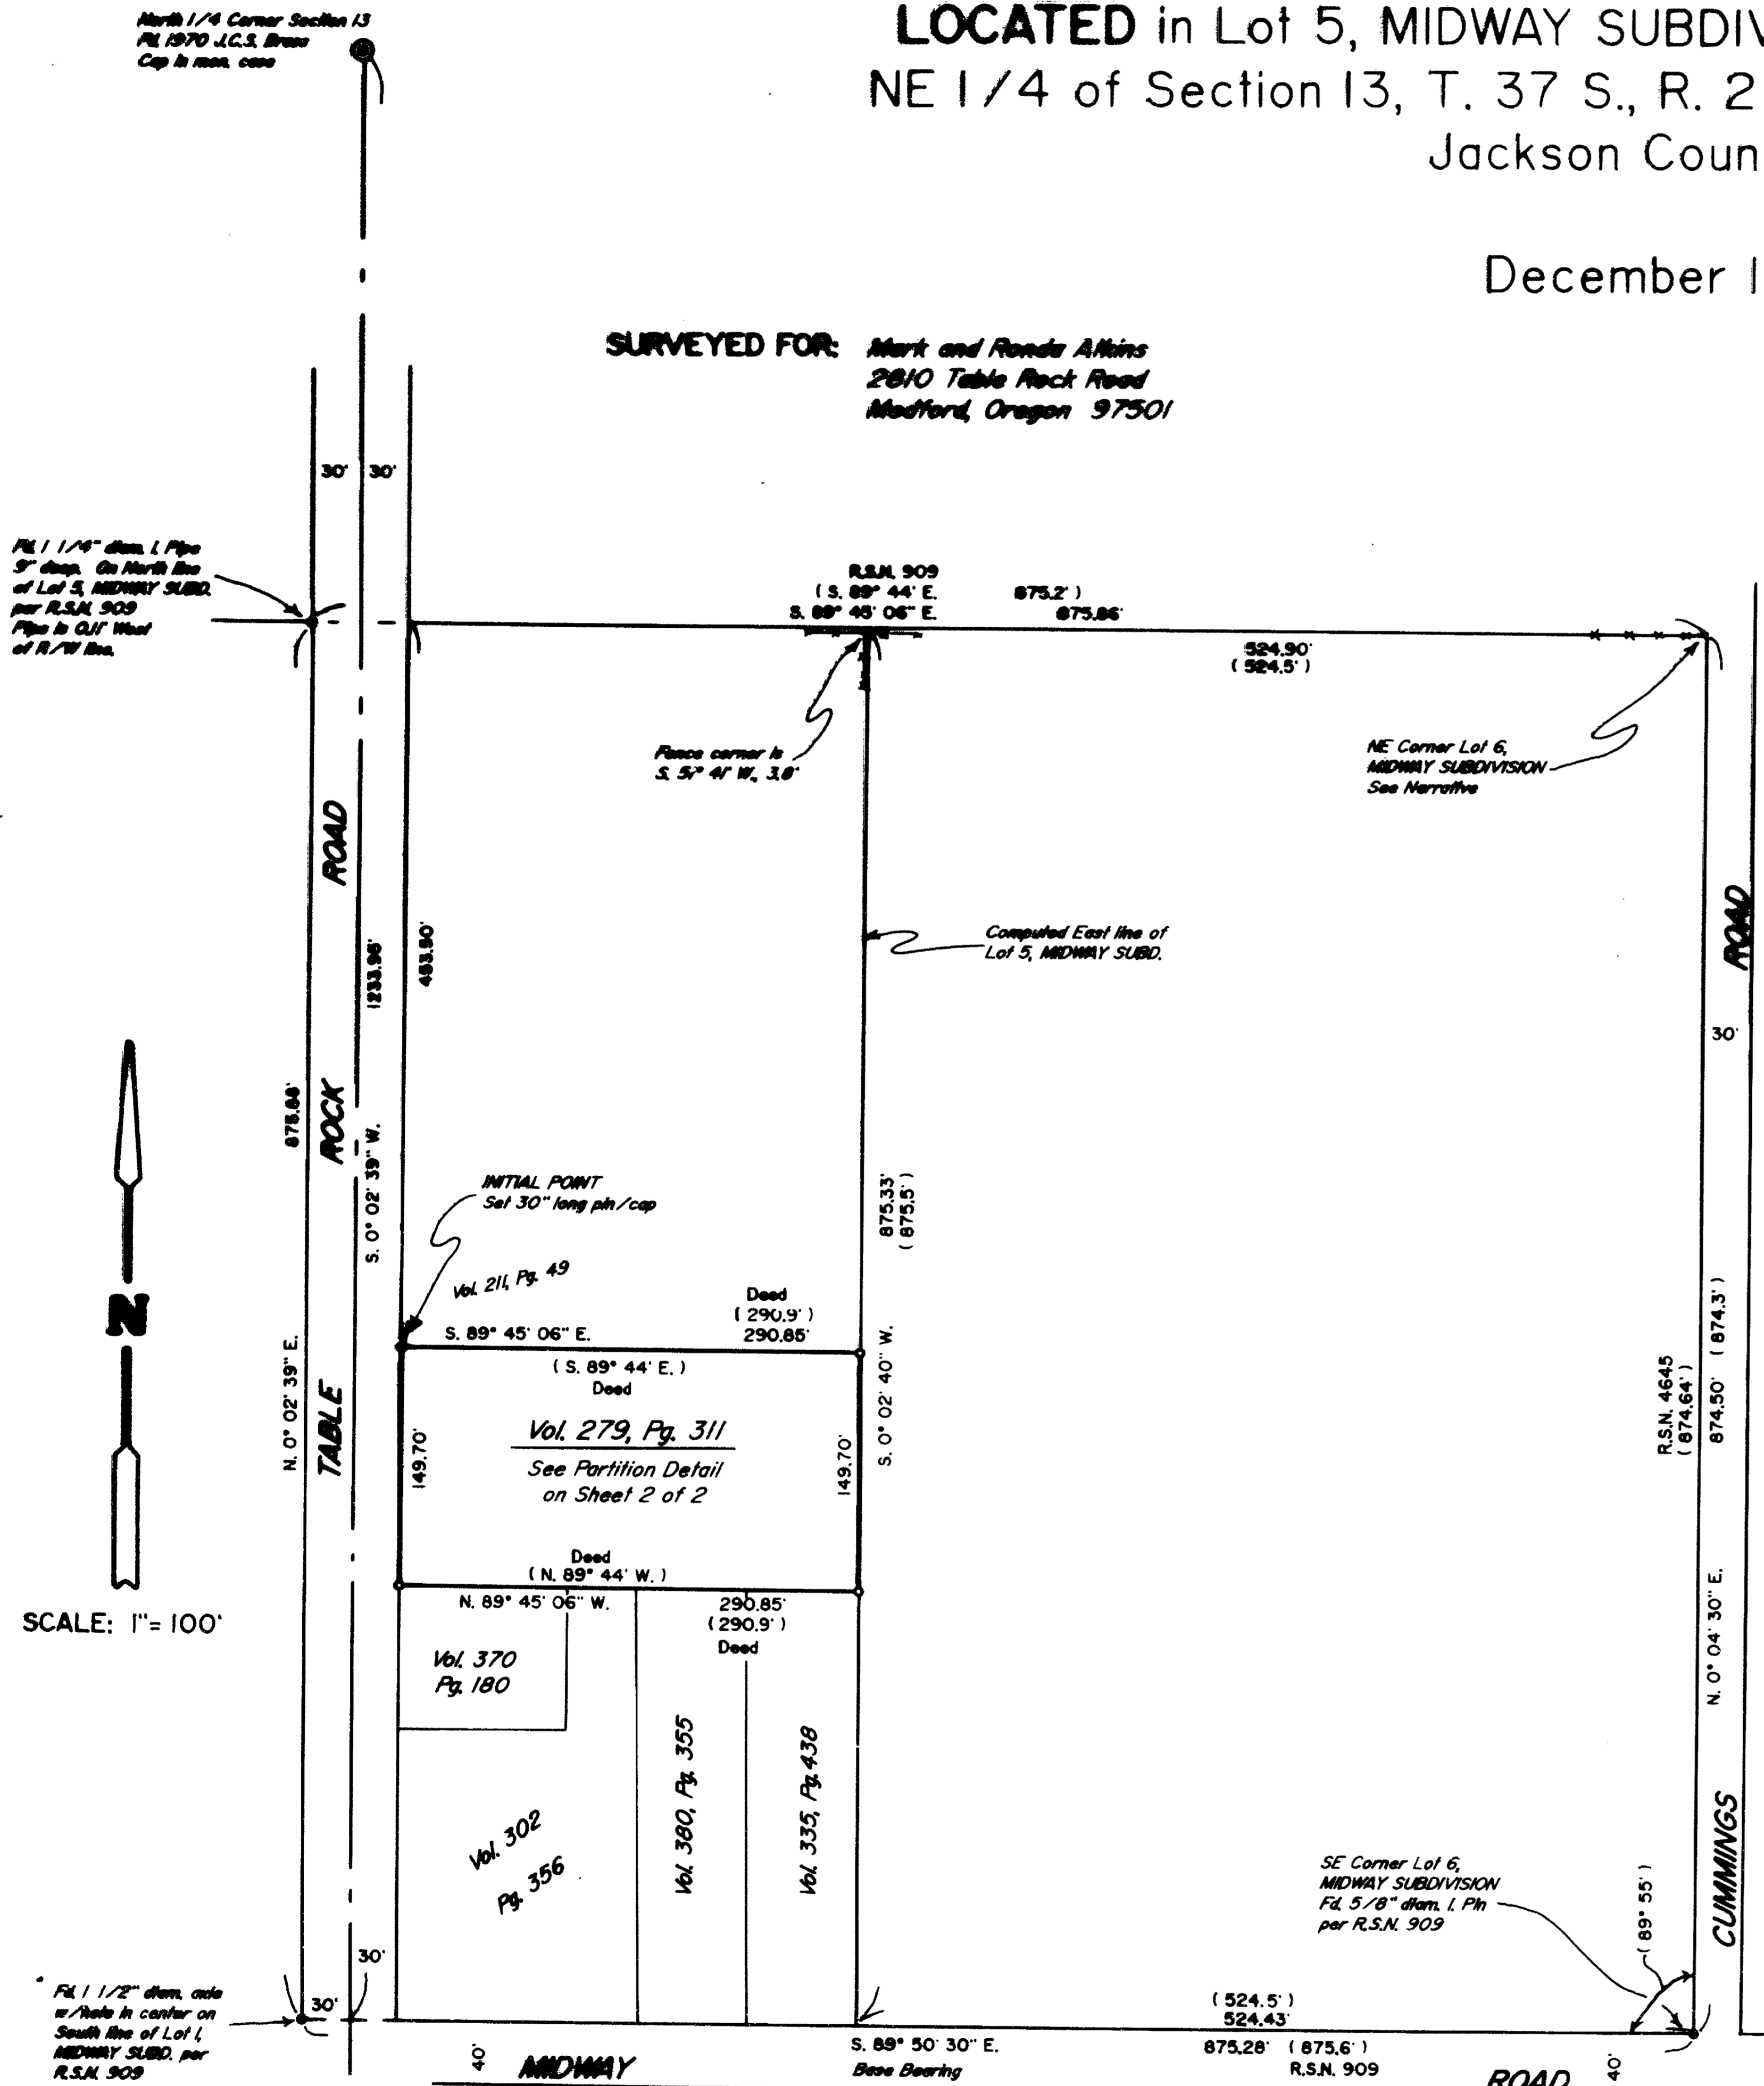 North 1/4 Corner Section 13
Fd. 1970 J.C.S. Brass
Cap in mon. case
LOCATED in Lot 5, MIDWAY SUBDIV
NE 1/4 of Section 13, T. 37 S., R. 2
Jackson Coun
December 1
SURVEYED FOR:
Mark and Ronda Atkins
2610 Table Rock Road
Medford, Oregon 97501
30' 30'
Fd. 1 1/4" diam. I. Pipe
9" deep. On North line
of Lot 5, MIDWAY SUBD.
per R.S.N. 909
Pipe is 0.11' West
of R/W line.
R.S.N. 909
( S. 89° 44' E. 875.2' )
S. 89° 45' 06" E. 875.86'
524.90'
( 524.5' )
Fence corner is
S. 51° 41' W., 3.8'
NE Corner Lot 6,
MIDWAY SUBDIVISION
See Narrative
TABLE ROCK ROAD
1233.96'
S. 0° 02' 39" W.
483.80'
875.88'
N. 0° 02' 39" E.
Computed East line of
Lot 5, MIDWAY SUBD.
ROAD
30'
INITIAL POINT
Set 30" long pin/cap
Vol. 211, Pg. 49
875.33'
( 875.5' )
S. 0° 02' 40" W.
N
SCALE: 1"= 100'
Deed
( 290.9' )
S. 89° 45' 06" E. 290.85'
( S. 89° 44' E. )
Deed
Vol. 279, Pg. 311
See Partition Detail
on Sheet 2 of 2
149.70'
149.70'
Deed
( N. 89° 44' W. )
N. 89° 45' 06" W. 290.85'
( 290.9' )
Deed
R.S.N. 4645
( 874.64' )
874.50' ( 874.3' )
N. 0° 04' 30" E.
Vol. 370
Pg. 180
Vol. 302
Pg. 356
Vol. 380, Pg. 355
Vol. 335, Pg. 438
SE Corner Lot 6,
MIDWAY SUBDIVISION
Fd. 5/8" diam. I. Pin
per R.S.N. 909
( 89° 55' )
CUMMINGS
Fd. 1 1/2" diam. axle
w/hole in center on
South line of Lot 1,
MIDWAY SUBD. per
R.S.N. 909
30'
30'
( 524.5' )
524.43'
S. 89° 50' 30" E. 875.28' ( 875.6' )
Base Bearing R.S.N. 909
40' MIDWAY ROAD 40'